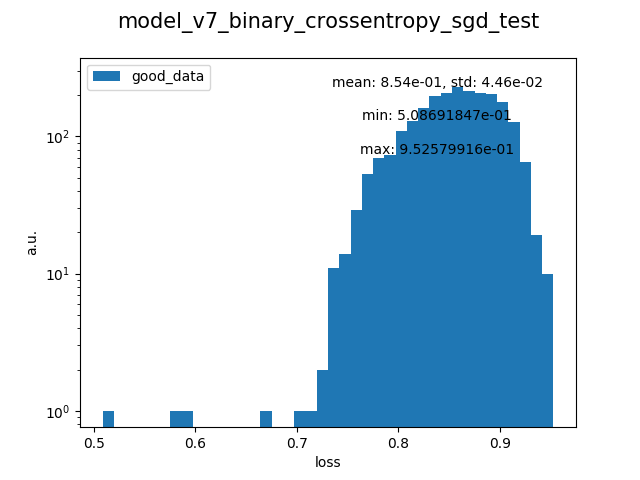 model_v7_binary_crossentropy_sgd_test
good_data
mean: 8.54e-01, std: 4.46e-02
min: 5.08691847e-01
max: 9.52579916e-01
10²
10¹
10⁰
a.u.
0.5 0.6 0.7 0.8 0.9
loss